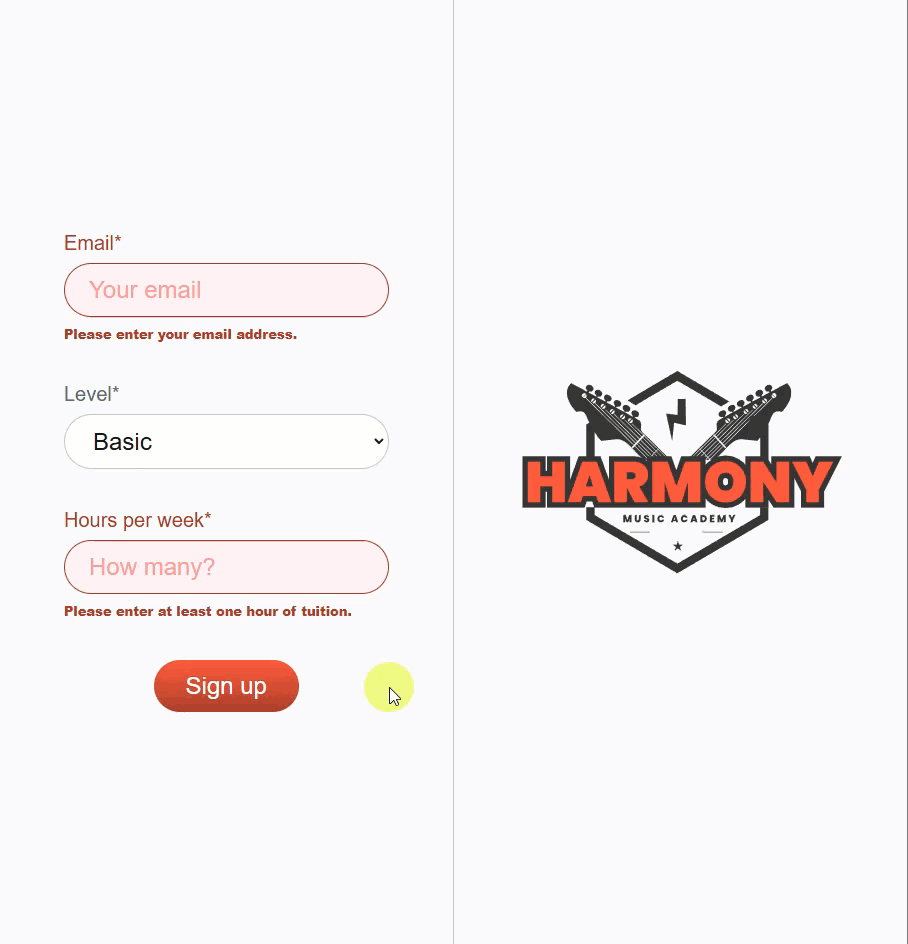 Email*
Your email
Please enter your email address.
Level*
Basic
Hours per week*
How many?
Please enter at least one hour of tuition.
Sign up
HARMONY
MUSIC ACADEMY